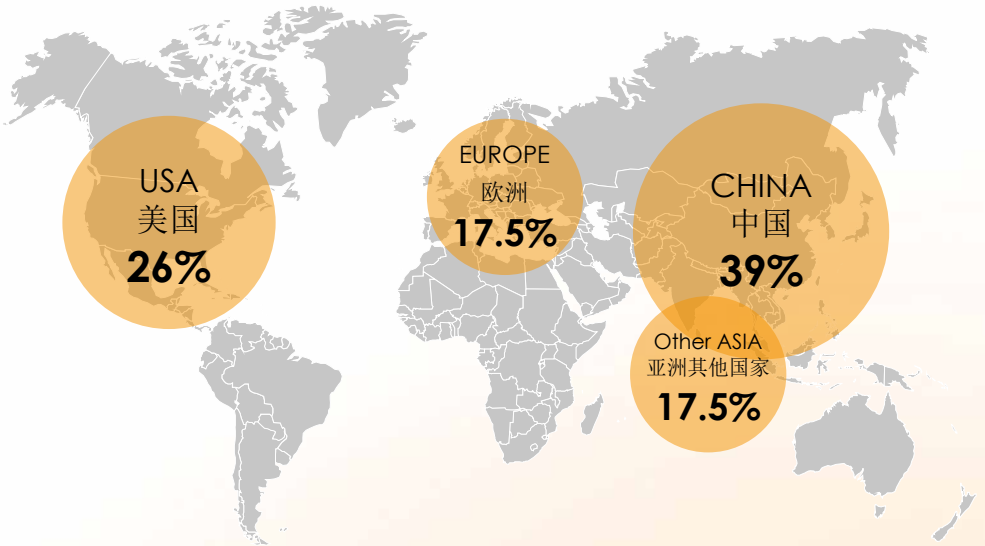 USA
美国
26%
EUROPE
欧洲
17.5%
CHINA
中国
39%
Other ASIA
亚洲其他国家
17.5%